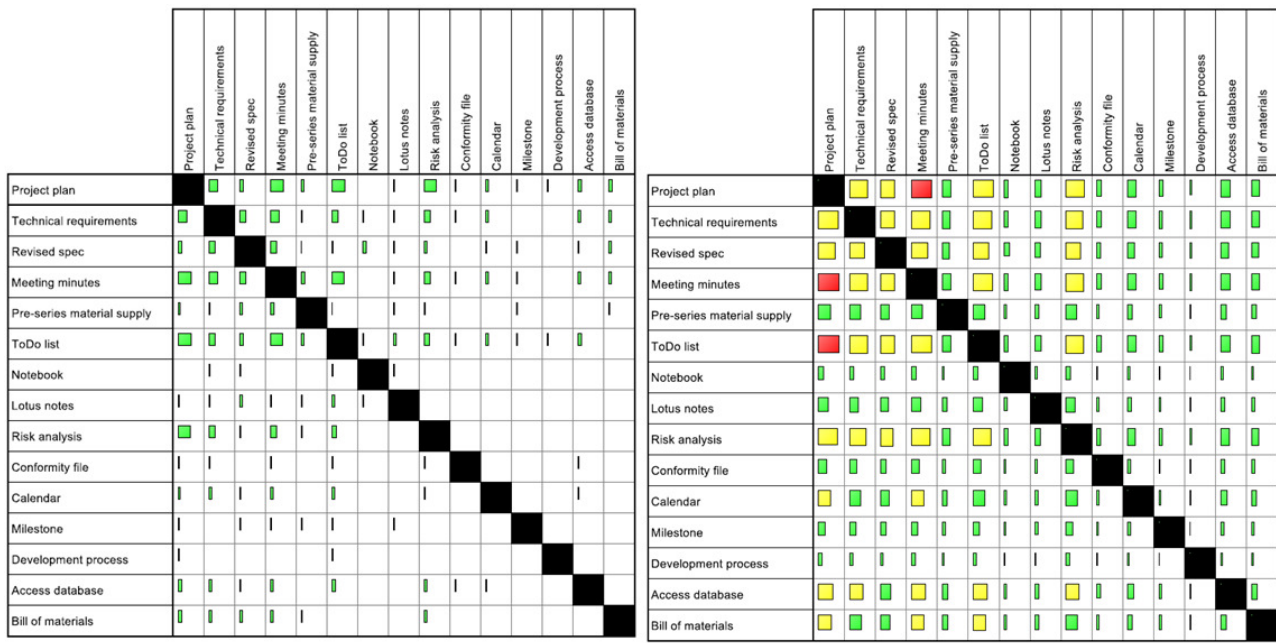 Project plan
Technical requirements
Revised spec
Meeting minutes
Pre-series material supply
ToDo list
Notebook
Lotus notes
Risk analysis
Conformity file
Calendar
Milestone
Development process
Access database
Bill of materials
Project plan
Technical requirements
Revised spec
Meeting minutes
Pre-series material supply
ToDo list
Notebook
Lotus notes
Risk analysis
Conformity file
Calendar
Milestone
Development process
Access database
Bill of materials
Project plan
Technical requirements
Revised spec
Meeting minutes
Pre-series material supply
ToDo list
Notebook
Lotus notes
Risk analysis
Conformity file
Calendar
Milestone
Development process
Access database
Bill of materials
Project plan
Technical requirements
Revised spec
Meeting minutes
Pre-series material supply
ToDo list
Notebook
Lotus notes
Risk analysis
Conformity file
Calendar
Milestone
Development process
Access database
Bill of materials